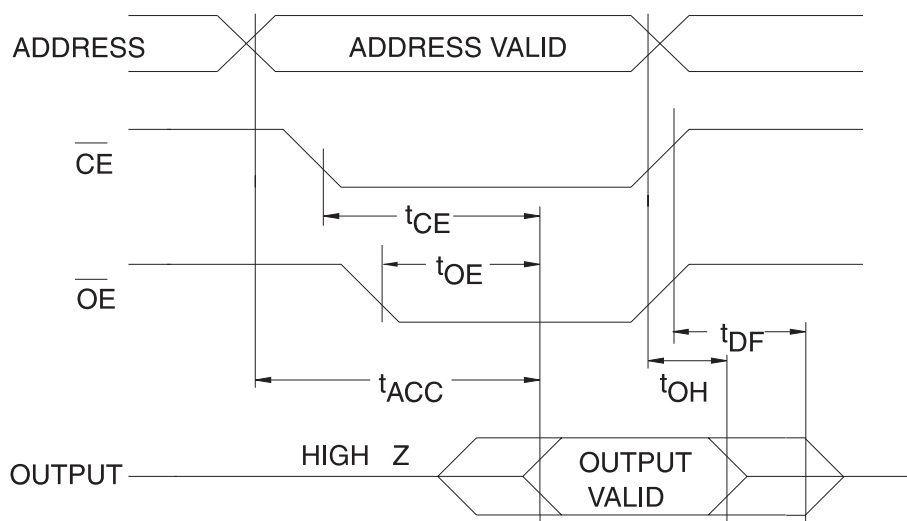 ADDRESS
ADDRESS VALID
CE
tCE
tOE
OE
tDF
tACC
tOH
HIGH Z
OUTPUT
OUTPUT
VALID